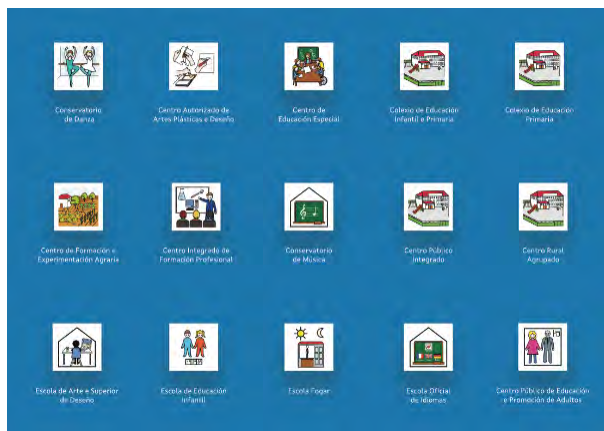 Conservatorio
de Danza
Centro Autorizado de
Artes Plásticas e Deseño
Centro de
Educación Especial
Colexio de Educación
Infantil e Primaria
Colexio de Educación
Primaria
Centro de Formación e
Experimentación Agraria
Centro Integrado de
Formación Profesional
Conservatorio
de Música
Centro Público
Integrado
Centro Rural
Agrupado
Escola de Arte e Superior
de Deseño
Escola de Educación
Infantil
Escola Fogar
Escola Oficial
de Idiomas
Centro Público de Educación
e Promoción de Adultos